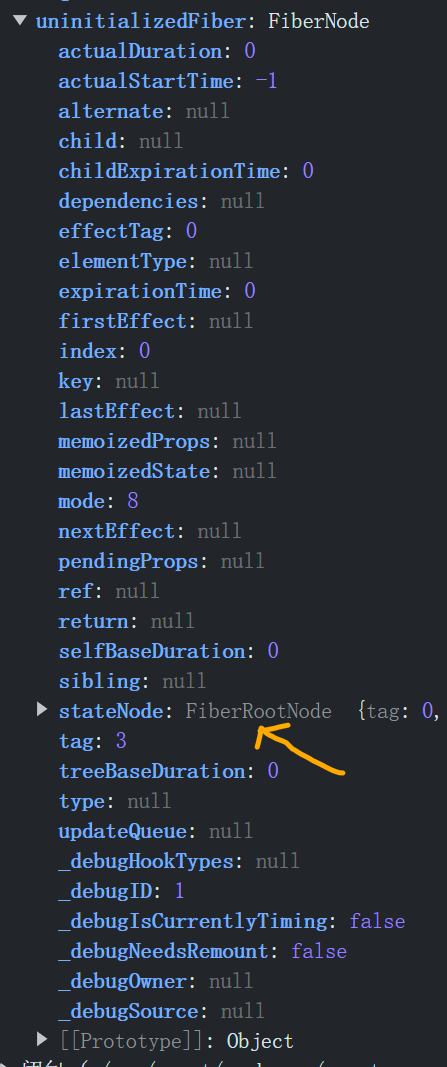 ▼ uninitializedFiber: FiberNode
actualDuration: 0
actualStartTime: -1
alternate: null
child: null
childExpirationTime: 0
dependencies: null
effectTag: 0
elementType: null
expirationTime: 0
firstEffect: null
index: 0
key: null
lastEffect: null
memoizedProps: null
memoizedState: null
mode: 8
nextEffect: null
pendingProps: null
ref: null
return: null
selfBaseDuration: 0
sibling: null
▶ stateNode: FiberRootNode {tag: 0,
tag: 3
treeBaseDuration: 0
type: null
updateQueue: null
_debugHookTypes: null
_debugID: 1
_debugIsCurrentlyTiming: false
_debugNeedsRemount: false
_debugOwner: null
_debugSource: null
▶ [[Prototype]]: Object